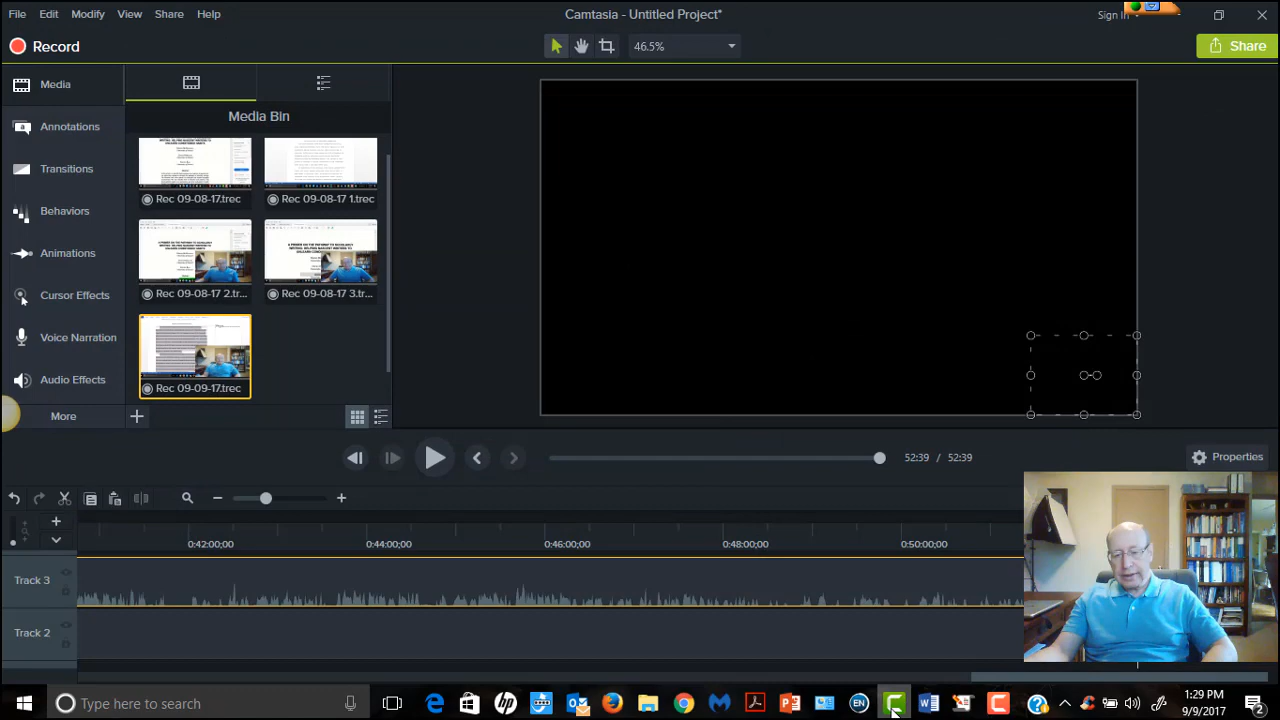 File Edit Modify View Share Help
Camtasia - Untitled Project*
Sign In
Record
46.5%
Share
Media
Annotations
Behaviors
Animations
Cursor Effects
Voice Narration
Audio Effects
More
Media Bin
Rec 09-08-17.trec
Rec 09-08-17 1.trec
Rec 09-08-17 2.tr...
Rec 09-08-17 3.tr...
Rec 09-09-17.trec
52:39 / 52:39
Properties
0:42:00;00 0:44:00;00 0:46:00;00 0:48:00;00 0:50:00;00
Track 3
Track 2
Type here to search
1:29 PM
9/9/2017